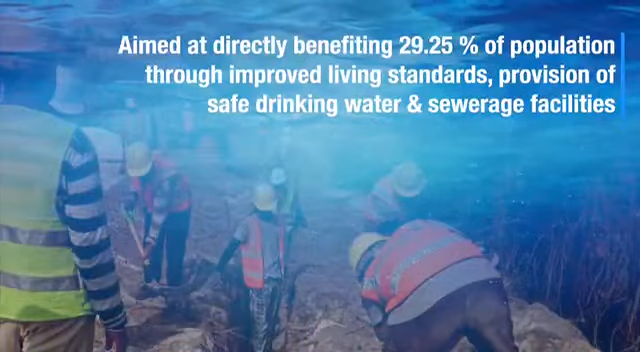 Aimed at directly benefiting 29.25 % of population
through improved living standards, provision of
safe drinking water & sewerage facilities